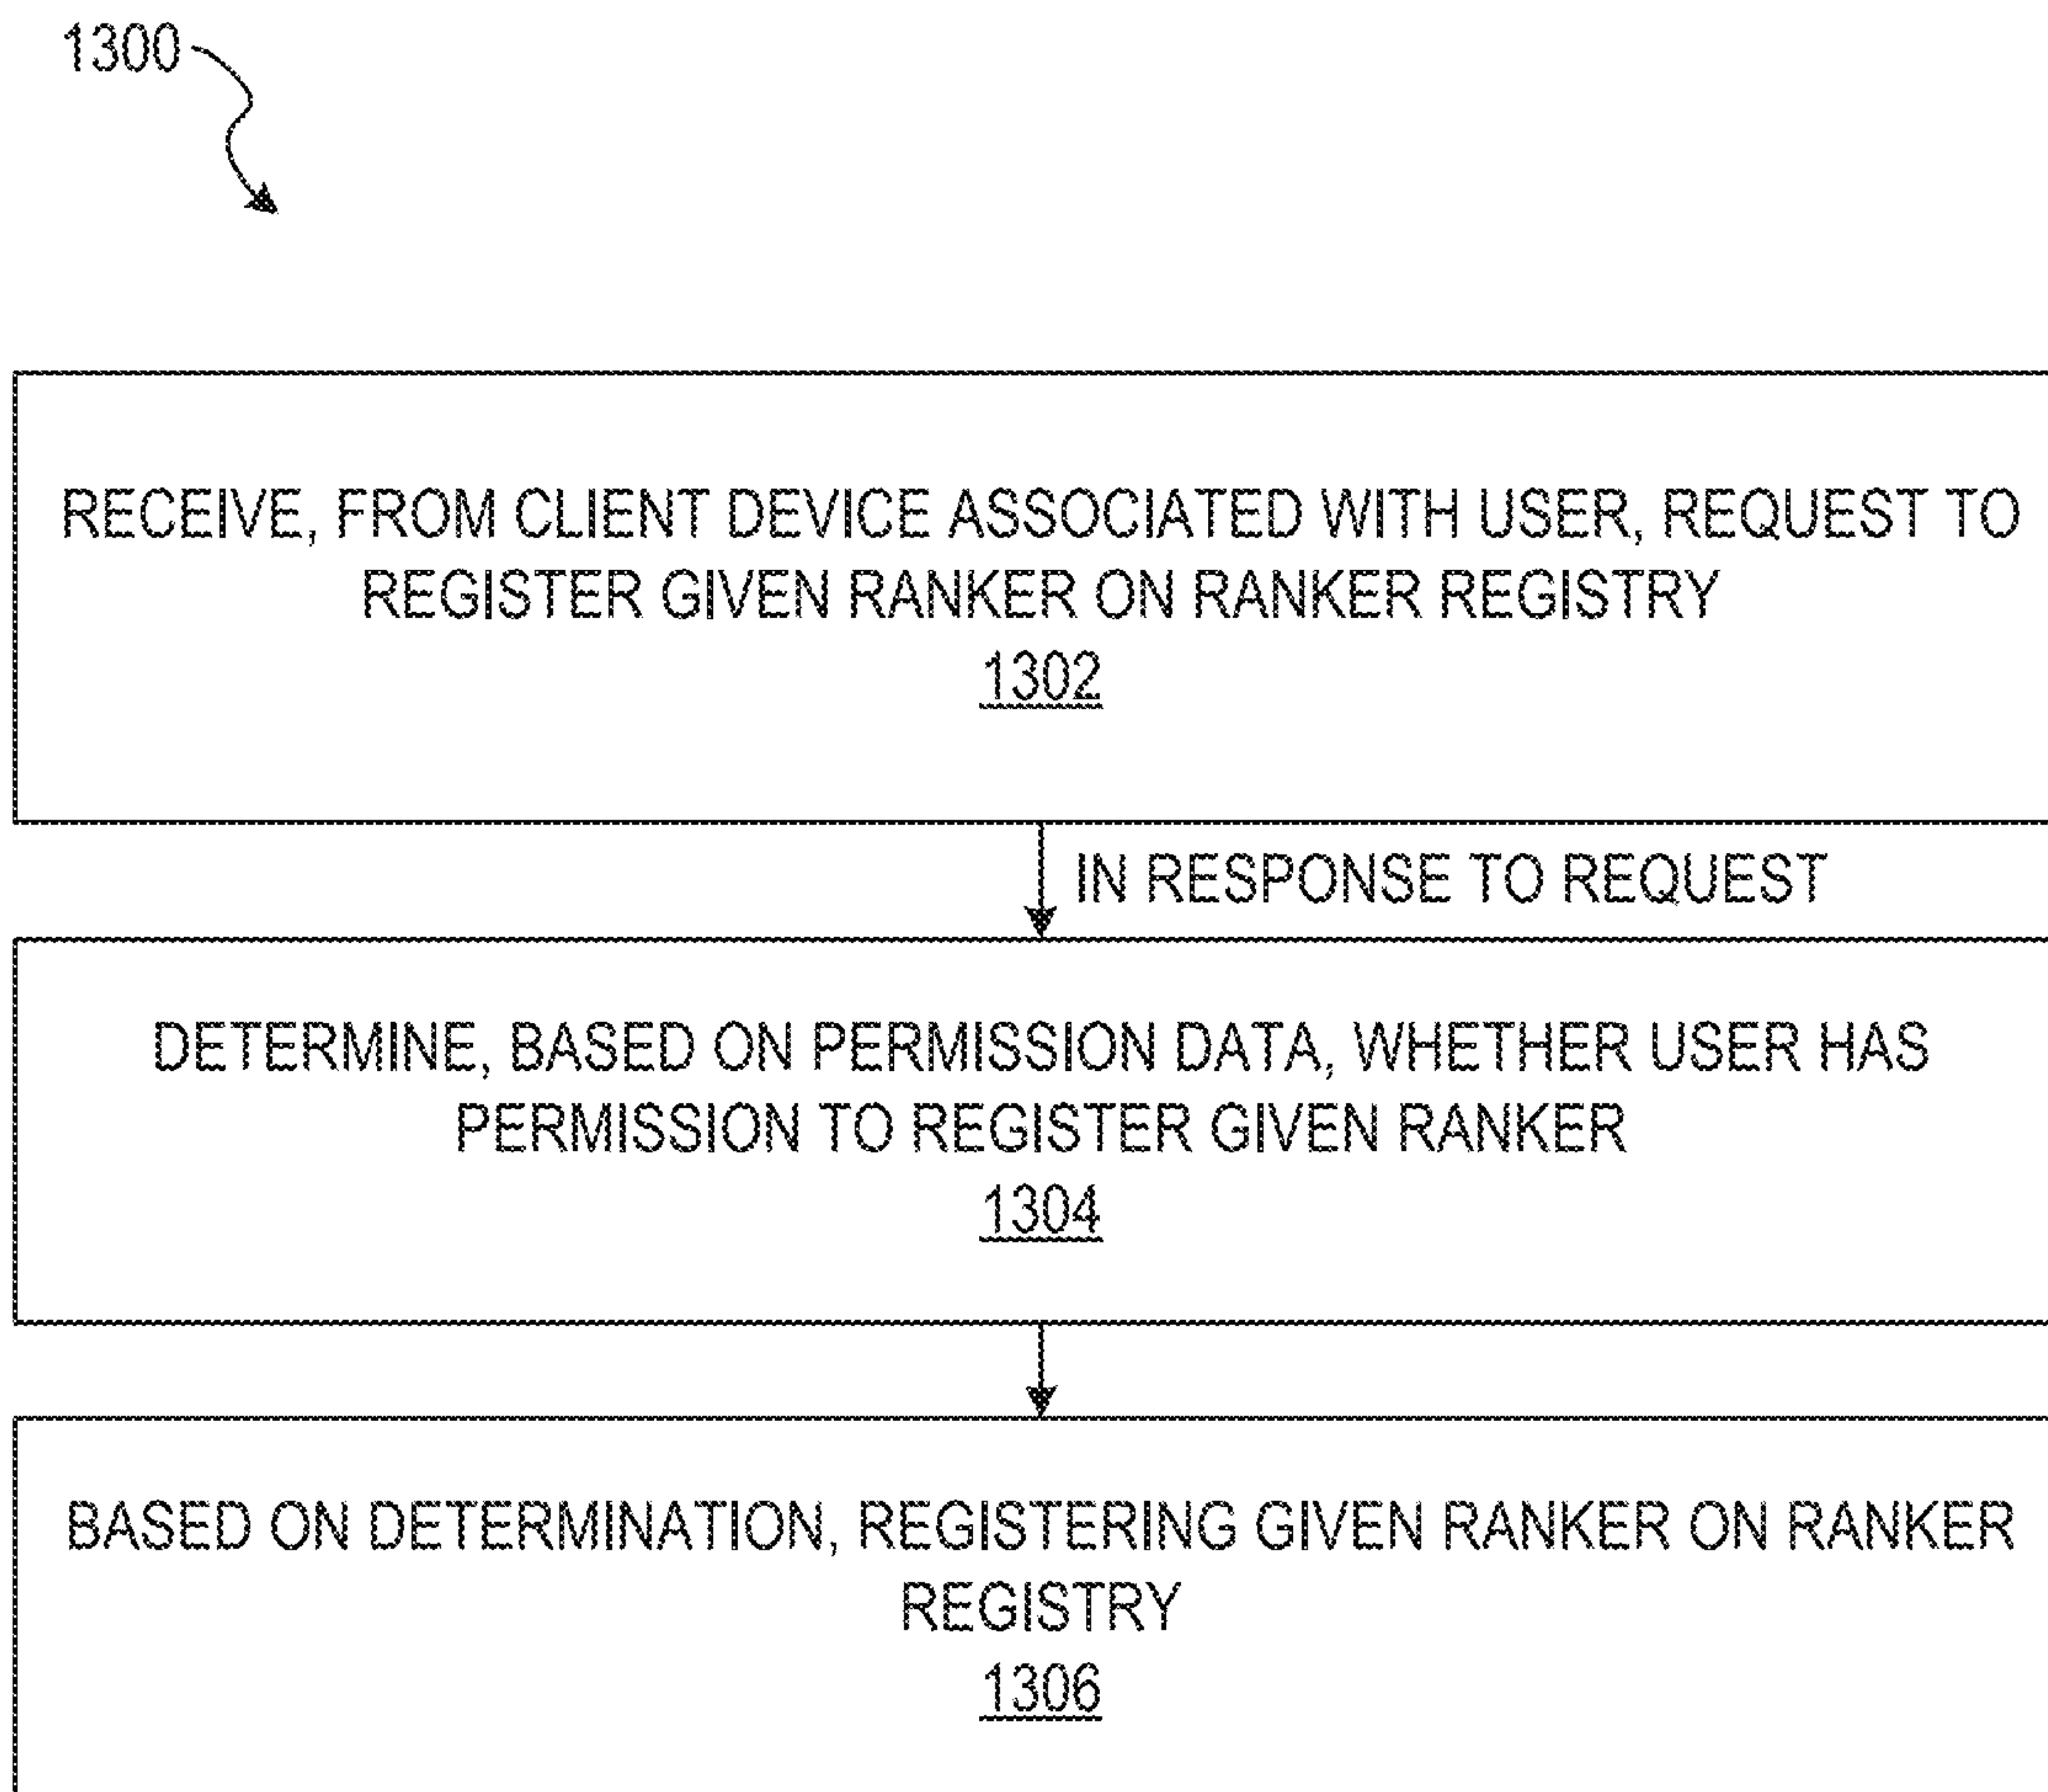 1300
RECEIVE, FROM CLIENT DEVICE ASSOCIATED WITH USER, REQUEST TO
REGISTER GIVEN RANKER ON RANKER REGISTRY
1302
IN RESPONSE TO REQUEST
DETERMINE, BASED ON PERMISSION DATA, WHETHER USER HAS
PERMISSION TO REGISTER GIVEN RANKER
1304
BASED ON DETERMINATION, REGISTERING GIVEN RANKER ON RANKER
REGISTRY
1306